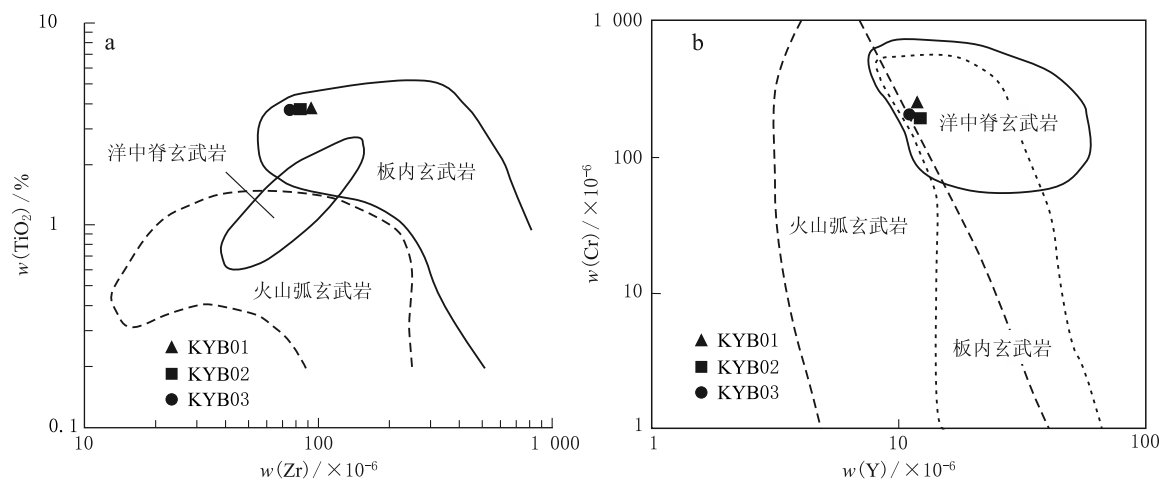 a
10
1
0.1
w(TiO₂)/%
洋中脊玄武岩
板内玄武岩
火山弧玄武岩
▲ KYB01
■ KYB02
● KYB03
10
100
1 000
w(Zr)/×10⁻⁶
b
1 000
100
10
1
w(Cr)/×10⁻⁶
洋中脊玄武岩
火山弧玄武岩
板内玄武岩
▲ KYB01
■ KYB02
● KYB03
1
10
100
w(Y)/×10⁻⁶